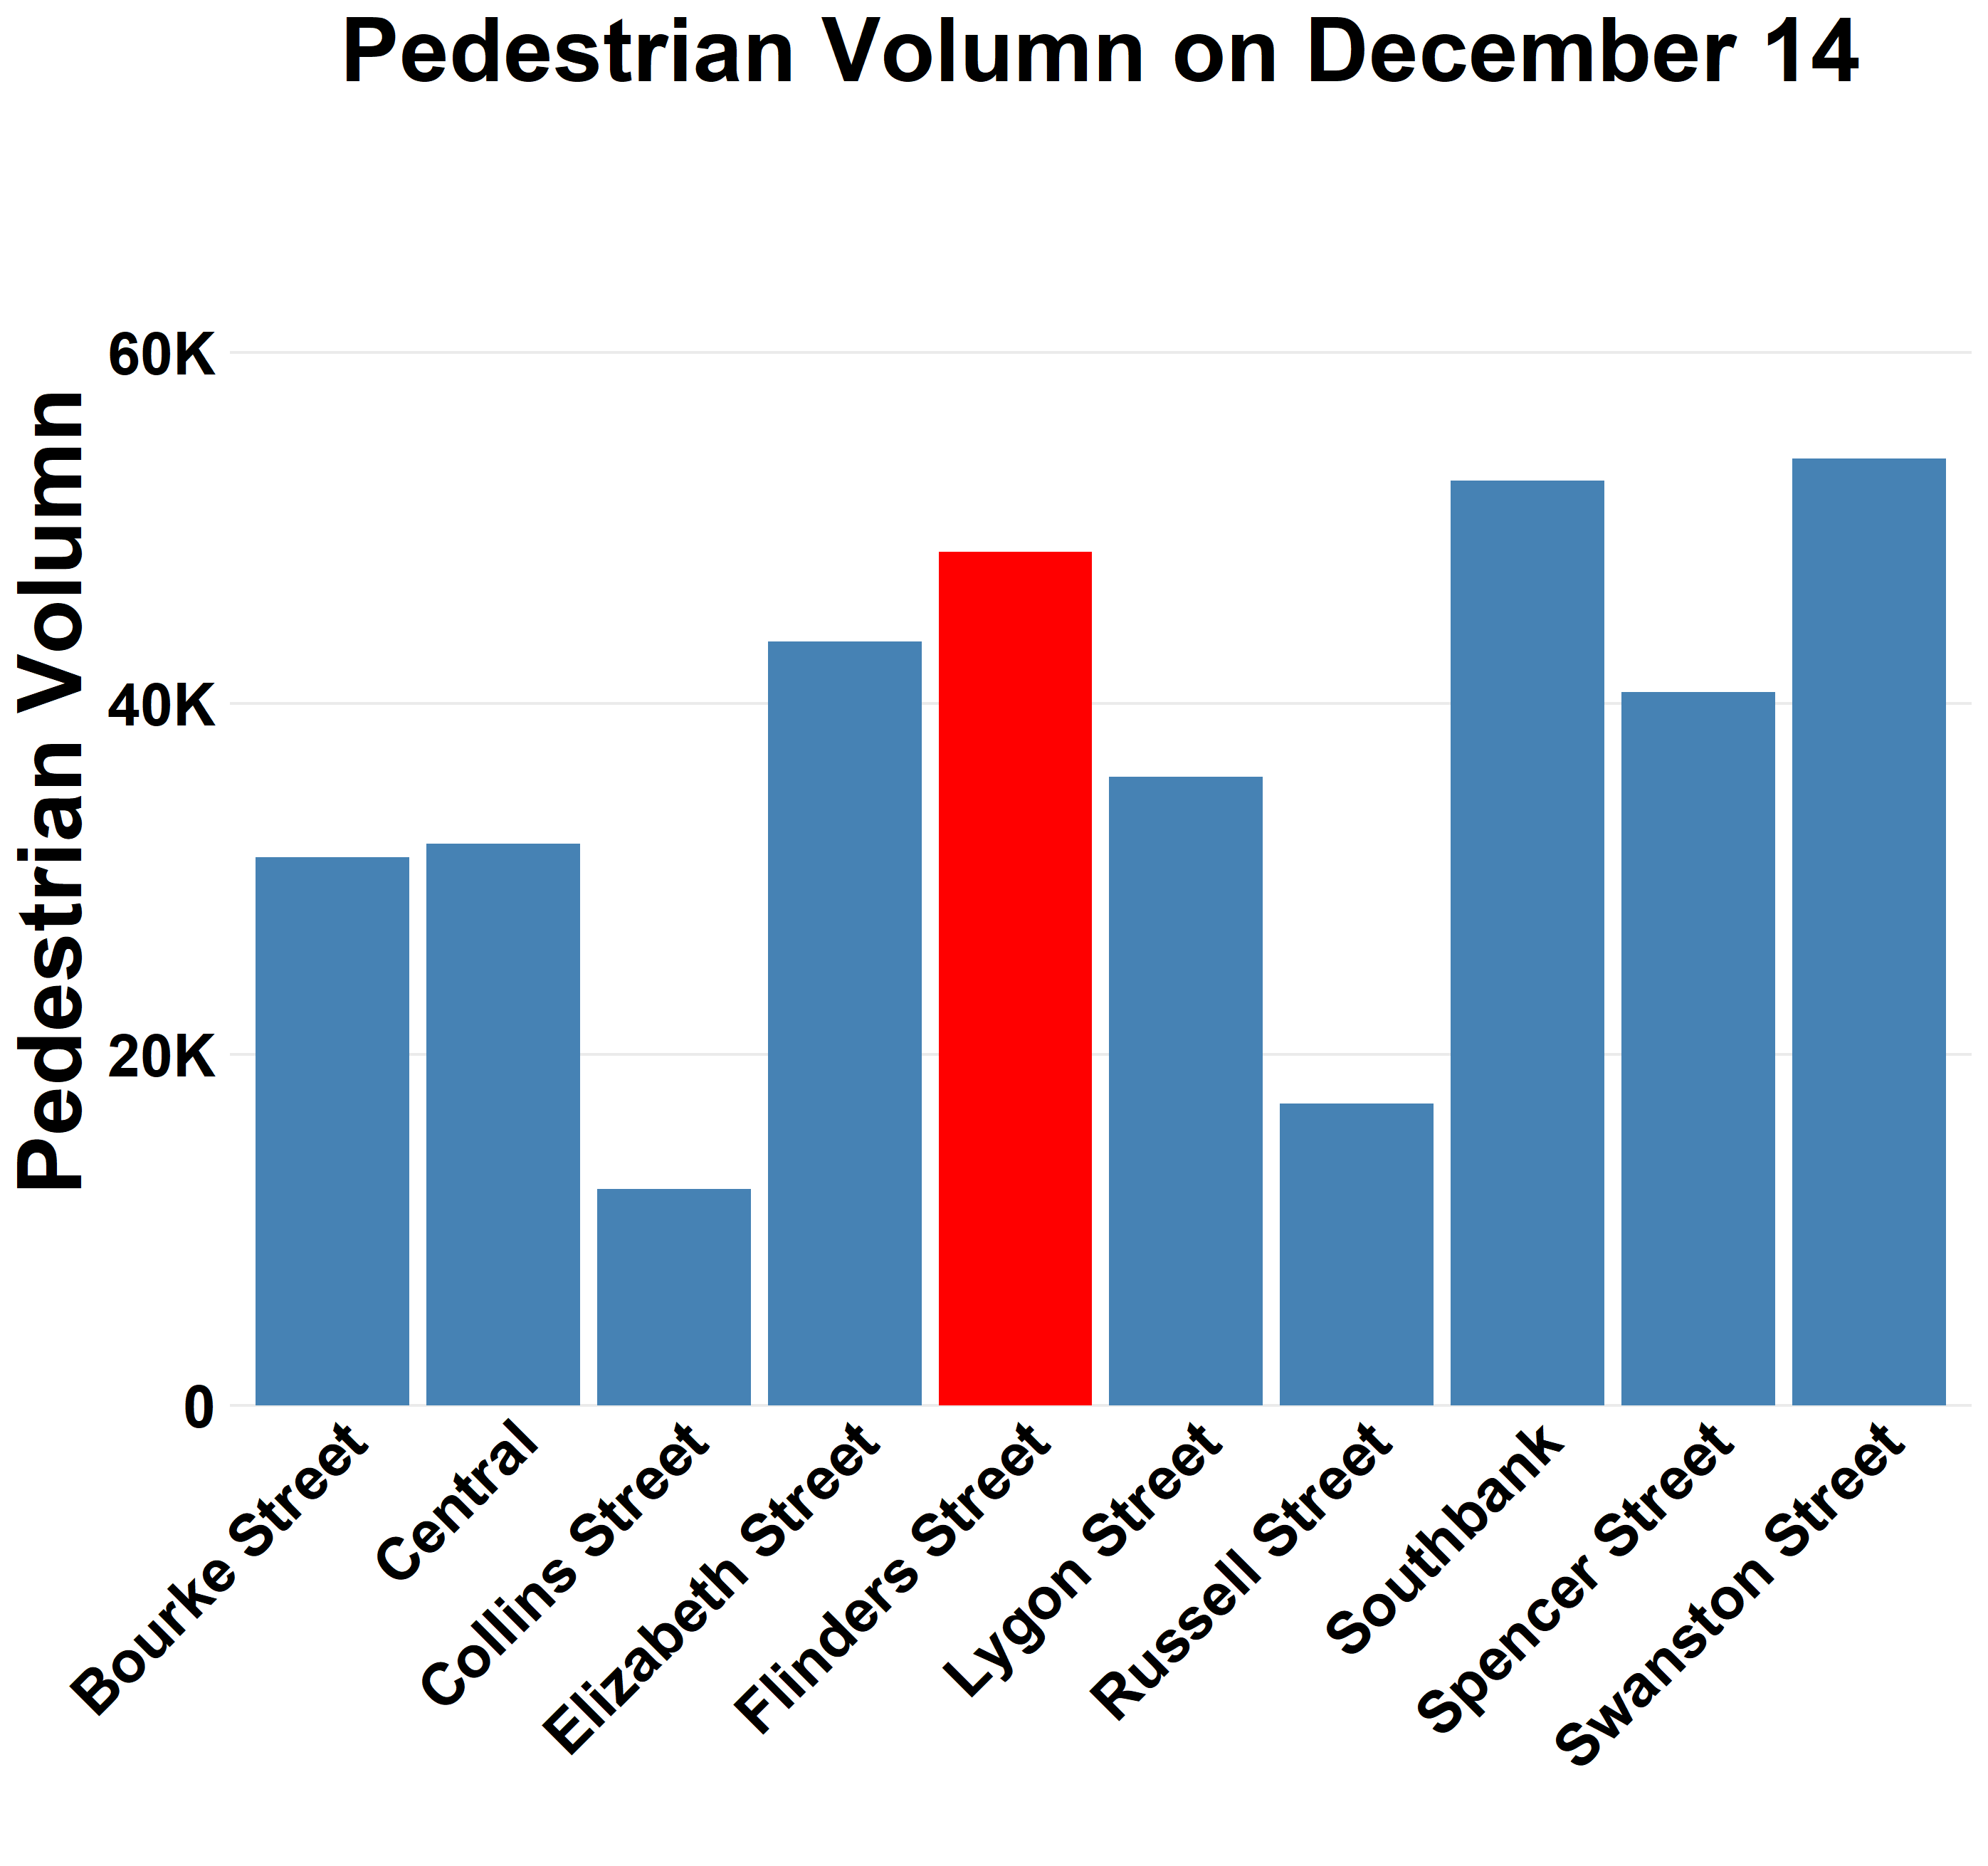 Pedestrian Volumn on December 14
Pedestrian Volumn
60K
40K
20K
0
Bourke Street
Central
Collins Street
Elizabeth Street
Flinders Street
Lygon Street
Russell Street
Southbank
Spencer Street
Swanston Street